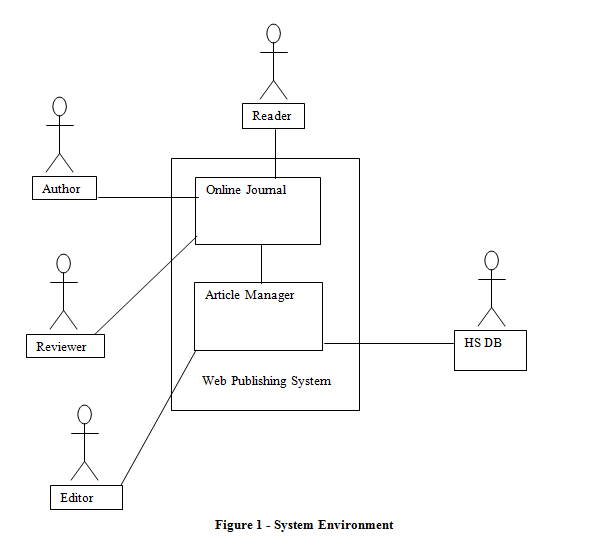 Reader
Author
Online Journal
Reviewer
Article Manager
HS DB
Web Publishing System
Editor
Figure 1 - System Environment